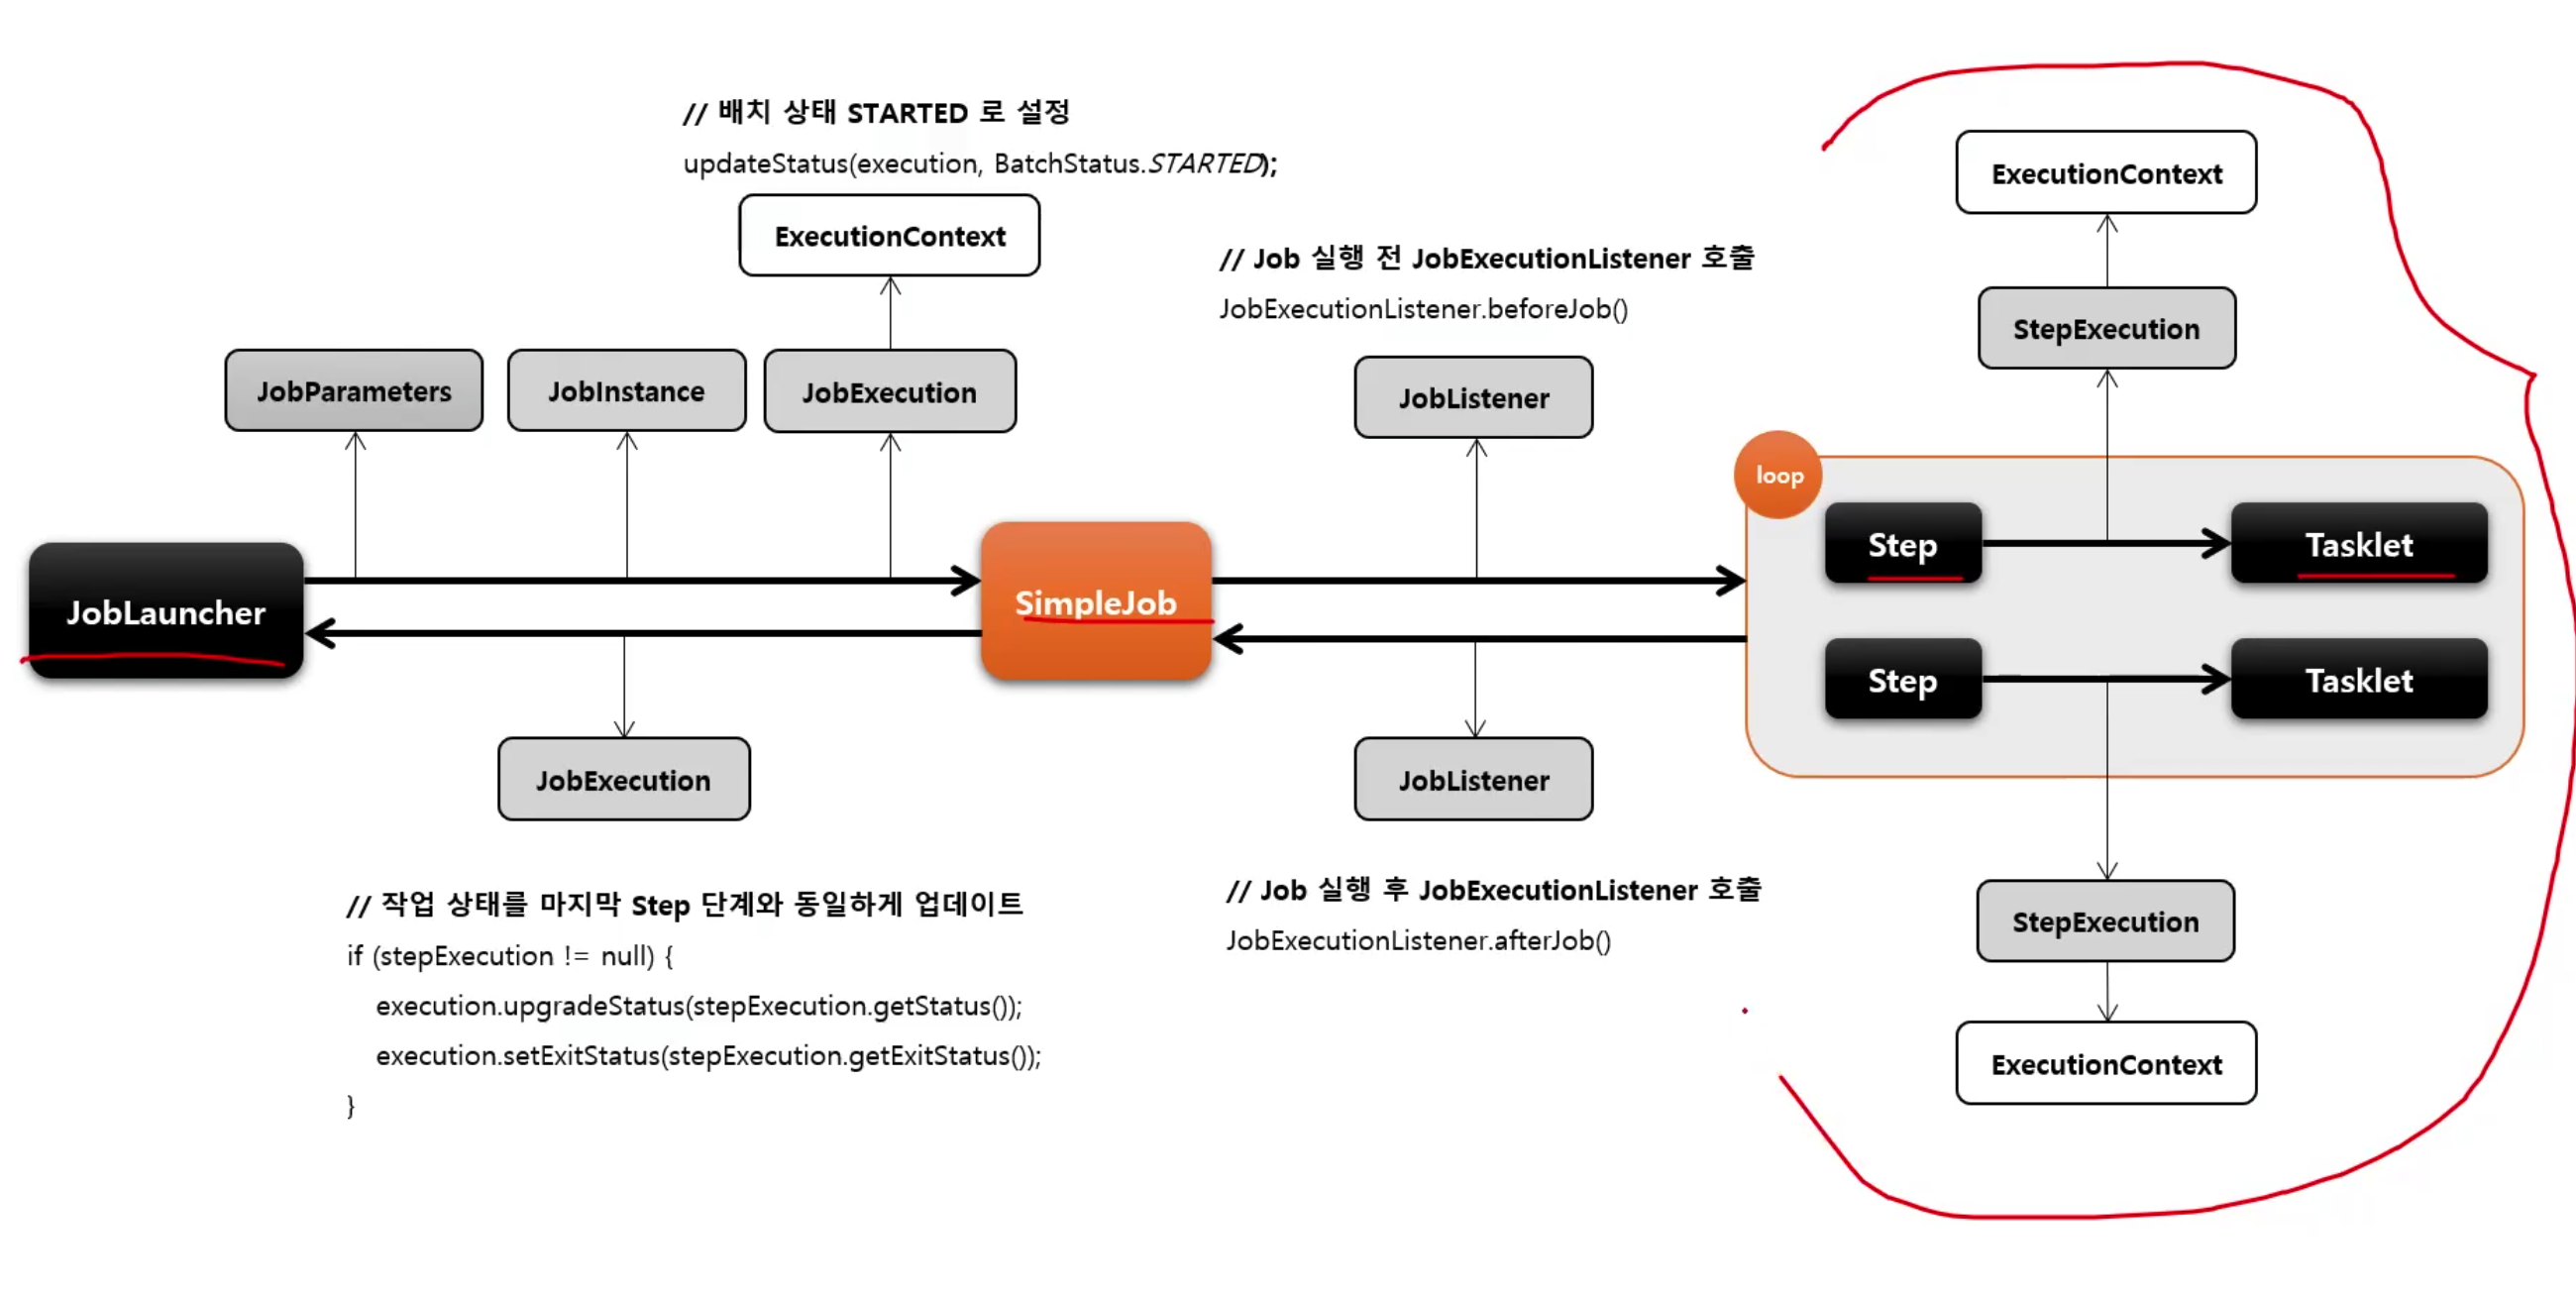 // 배치 상태 STARTED 로 설정
updateStatus(execution, BatchStatus.STARTED);
ExecutionContext
JobParameters
JobInstance
JobExecution
JobLauncher
SimpleJob
JobExecution
// 작업 상태를 마지막 Step 단계와 동일하게 업데이트
if (stepExecution != null) {
execution.upgradeStatus(stepExecution.getStatus());
execution.setExitStatus(stepExecution.getExitStatus());
}
// Job 실행 전 JobExecutionListener 호출
JobExecutionListener.beforeJob()
JobListener
JobListener
// Job 실행 후 JobExecutionListener 호출
JobExecutionListener.afterJob()
ExecutionContext
StepExecution
loop
Step
Tasklet
Step
Tasklet
StepExecution
ExecutionContext